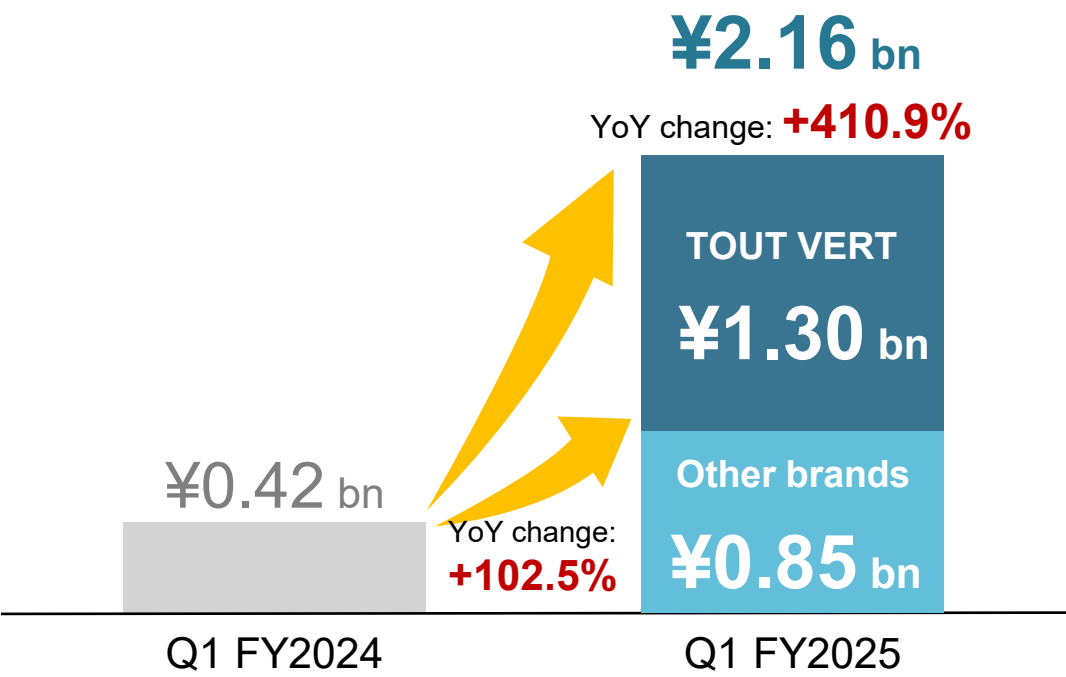 ¥2.16 bn
YoY change: +410.9%
TOUT VERT
¥1.30 bn
¥0.42 bn
Other brands
YoY change:
+102.5%
¥0.85 bn
Q1 FY2024
Q1 FY2025